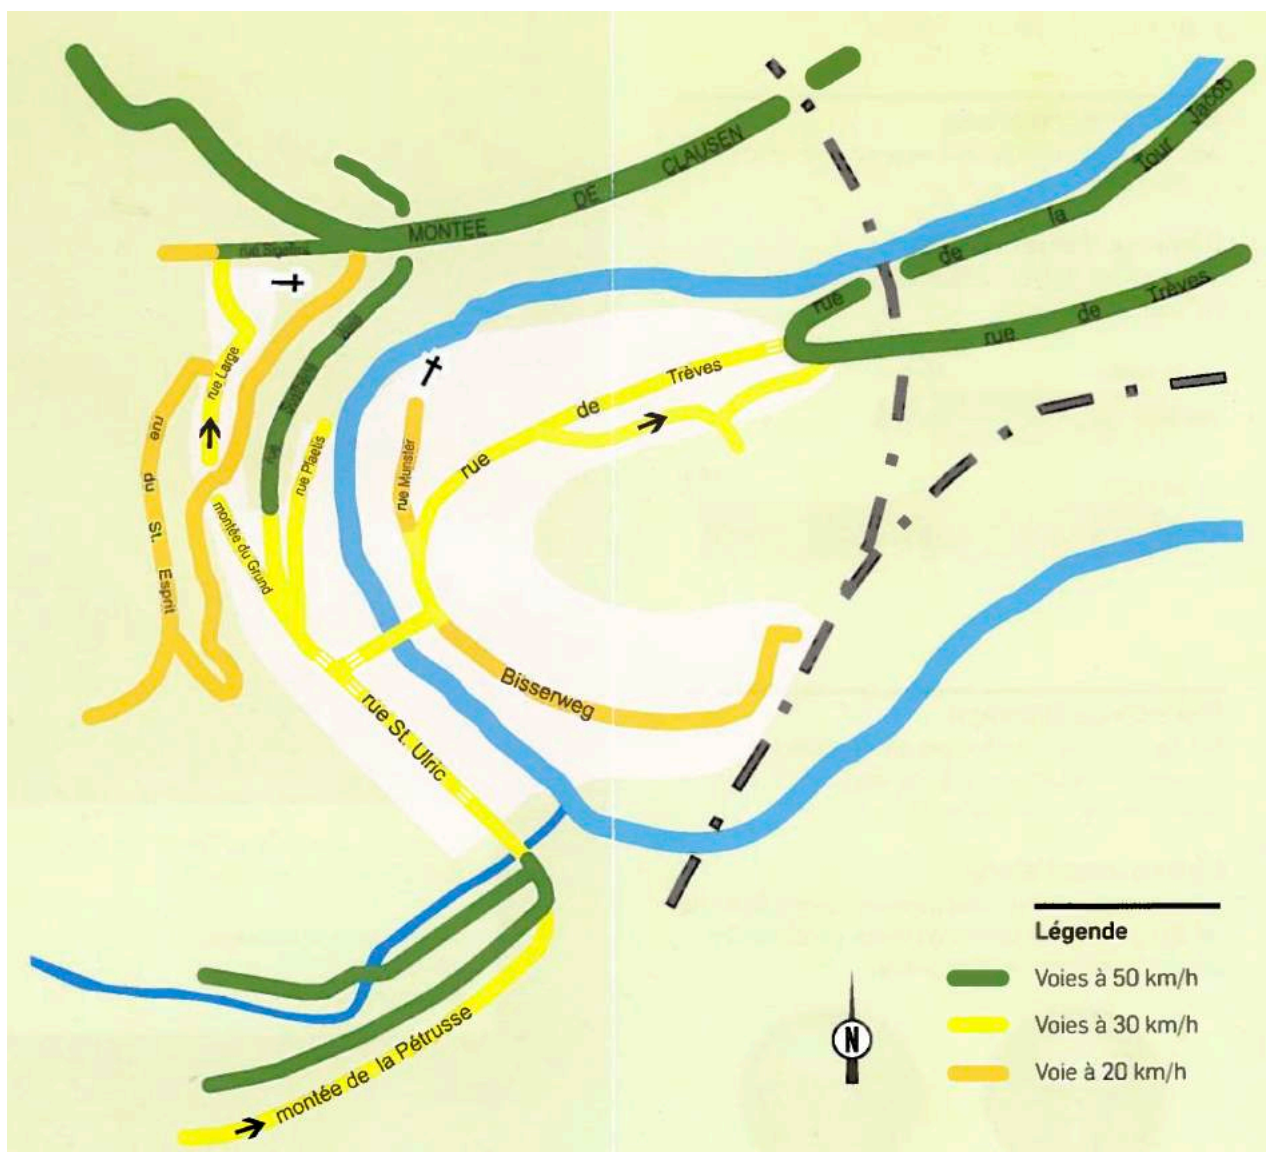 MONTÉE DE CLAUSEN
rue Large
rue du St. Esprit
montée du Grund
rue Plaetis
rue Munster
rue de Trèves
rue de la Tour Jacob
rue de Trèves
Bisserweg
rue St. Ulric
montée de la Pétrusse
N
Légende
Voies à 50 km/h
Voies à 30 km/h
Voie à 20 km/h